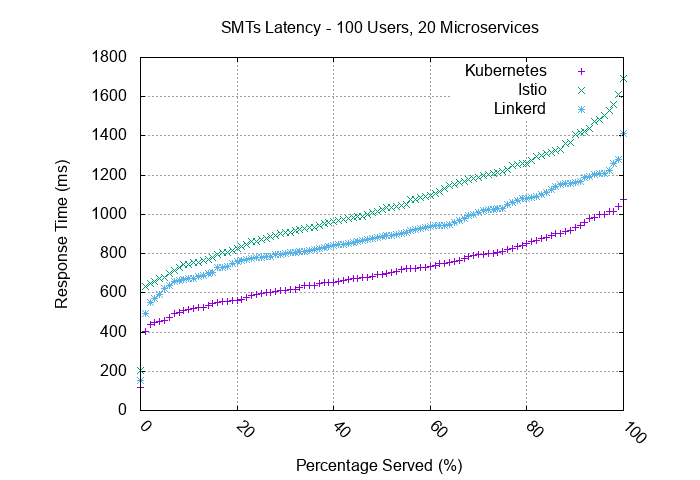 SMTs Latency - 100 Users, 20 Microservices
1800
1600
1400
1200
1000
800
600
400
200
0
Response Time (ms)
Kubernetes
Istio
Linkerd
0 20 40 60 80 100
Percentage Served (%)